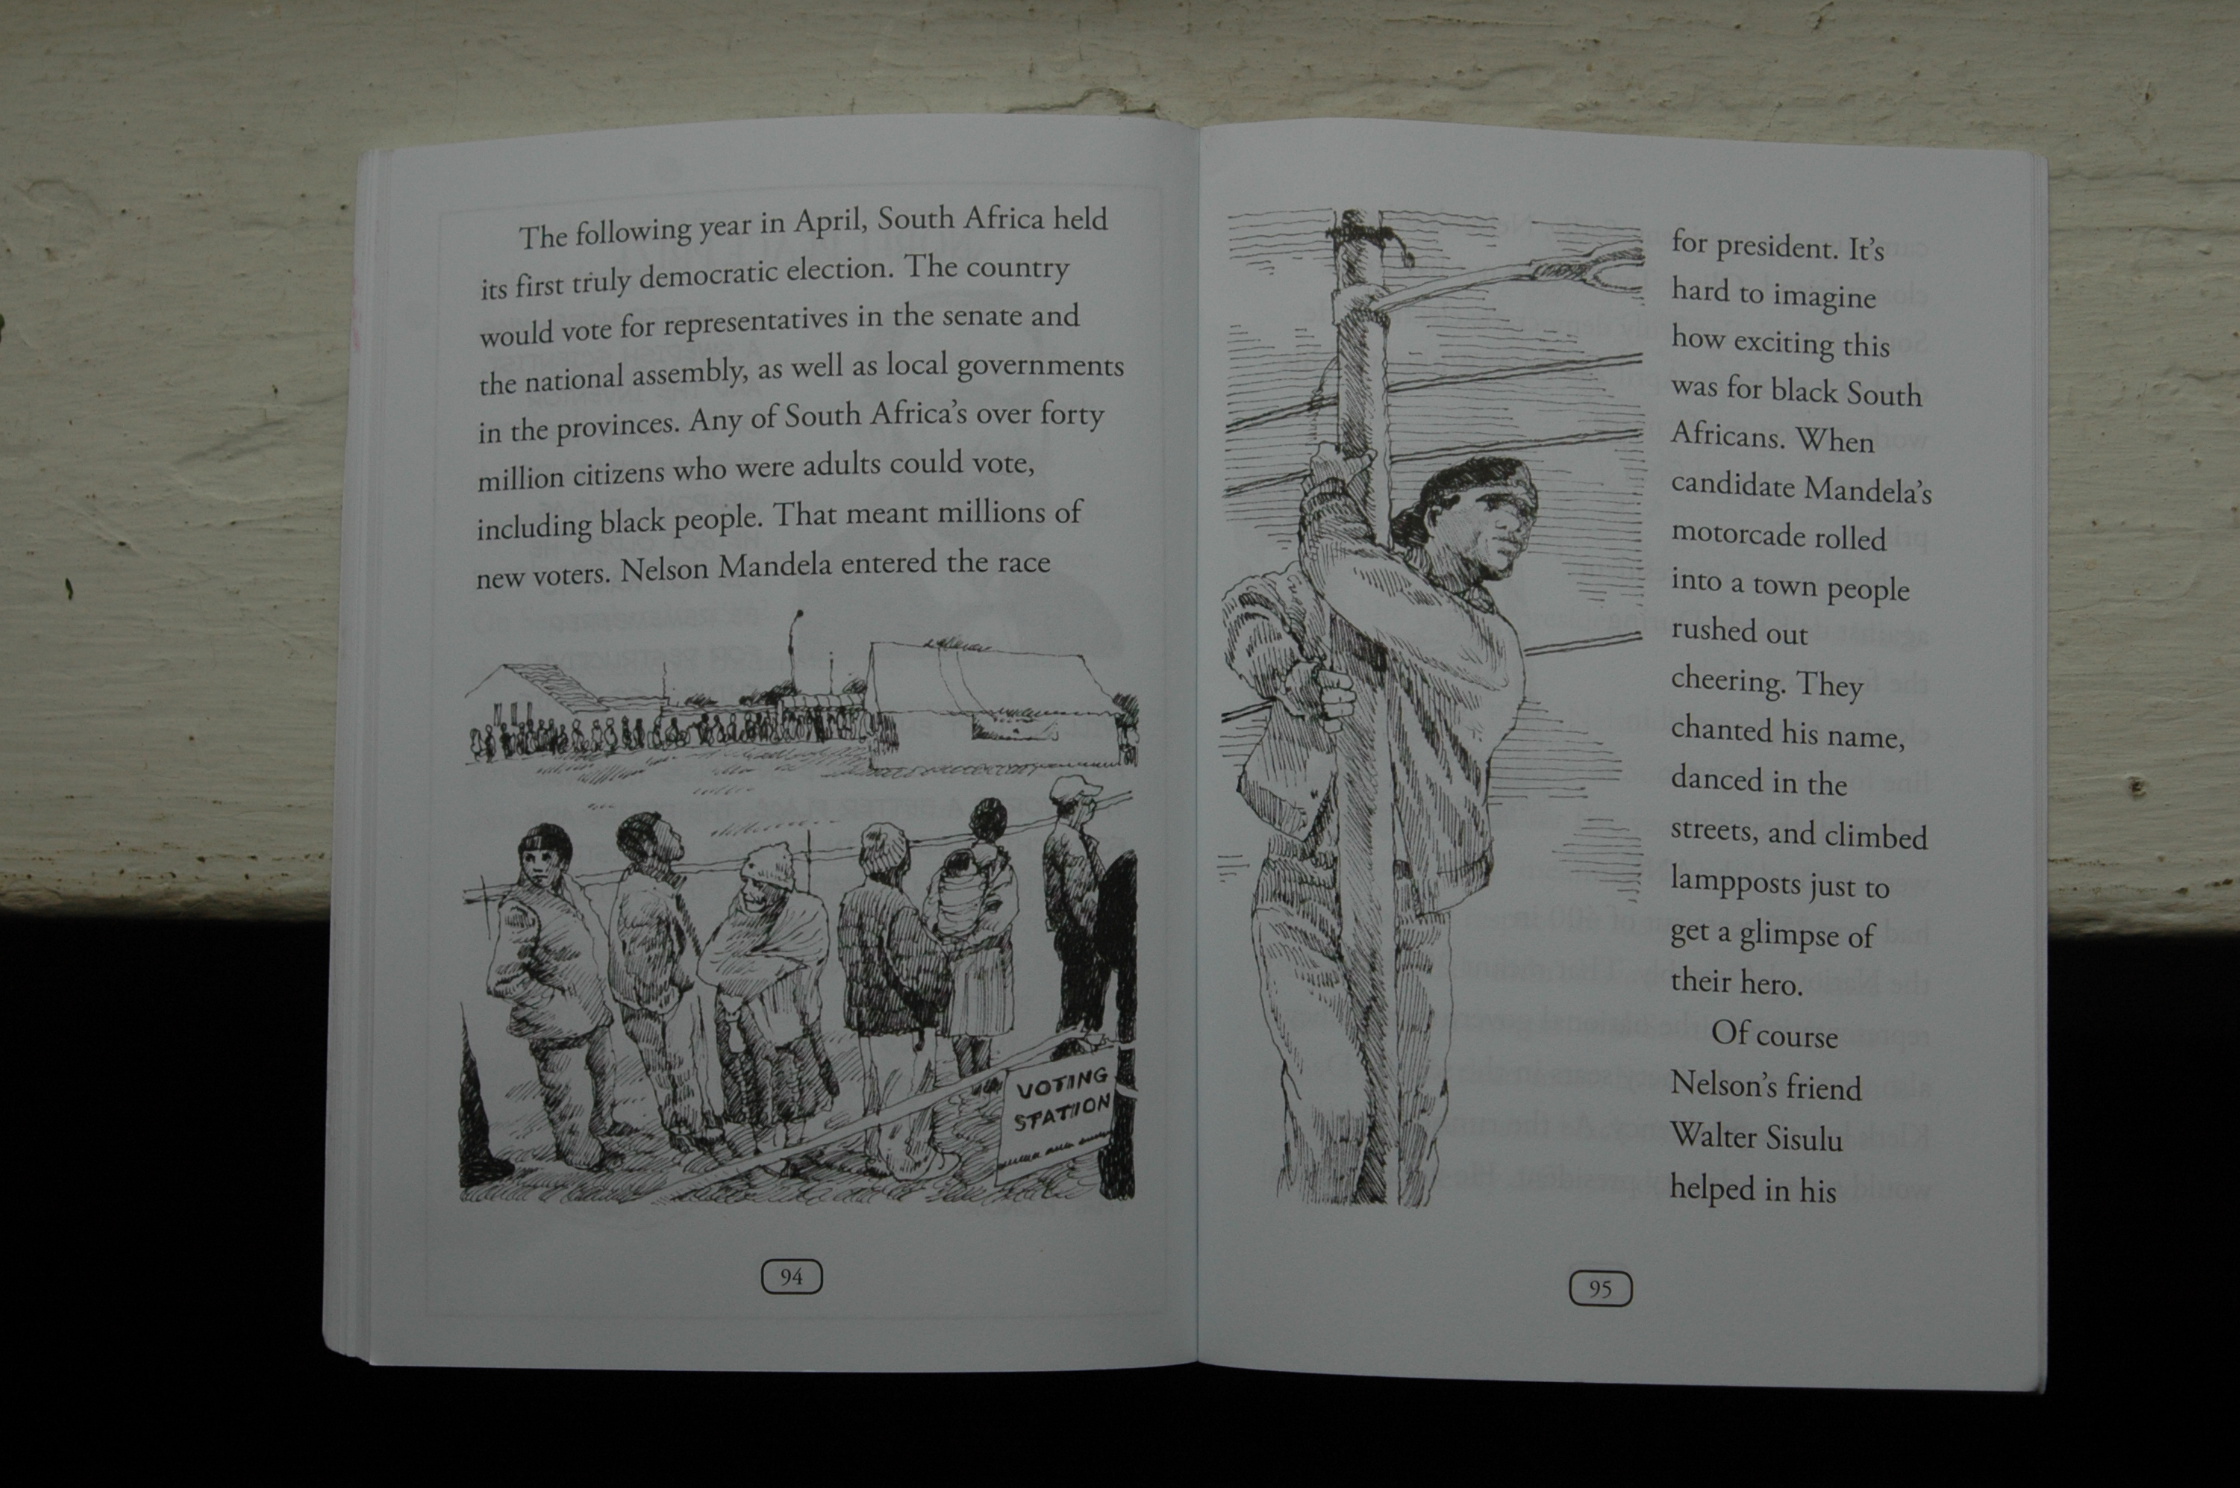 The following year in April, South Africa held
its first truly democratic election. The country
would vote for representatives in the senate and
the national assembly, as well as local governments
in the provinces. Any of South Africa's over forty
million citizens who were adults could vote,
including black people. That meant millions of
new voters. Nelson Mandela entered the race
VOTING
STATION
94
for president. It's
hard to imagine
how exciting this
was for black South
Africans. When
candidate Mandela's
motorcade rolled
into a town people
rushed out
cheering. They
chanted his name,
danced in the
streets, and climbed
lampposts just to
get a glimpse of
their hero.
Of course
Nelson's friend
Walter Sisulu
helped in his
95